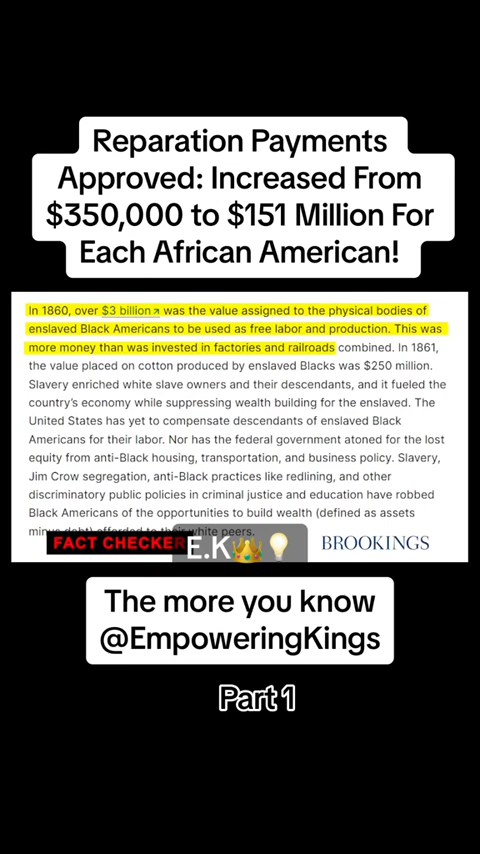 Reparation Payments
Approved: Increased From
$350,000 to $151 Million For
Each African American!
In 1860, over $3 billion↗ was the value assigned to the physical bodies of
enslaved Black Americans to be used as free labor and production. This was
more money than was invested in factories and railroads combined. In 1861,
the value placed on cotton produced by enslaved Blacks was $250 million.
Slavery enriched white slave owners and their descendants, and it fueled the
country's economy while suppressing wealth building for the enslaved. The
United States has yet to compensate descendants of enslaved Black
Americans for their labor. Nor has the federal government atoned for the lost
equity from anti-Black housing, transportation, and business policy. Slavery,
Jim Crow segregation, anti-Black practices like redlining, and other
discriminatory public policies in criminal justice and education have robbed
Black Americans of the opportunities to build wealth (defined as assets
minus debt) afforded to their white peers.
FACT CHECKER E.K👑💡 BROOKINGS
The more you know
@EmpoweringKings
Part 1